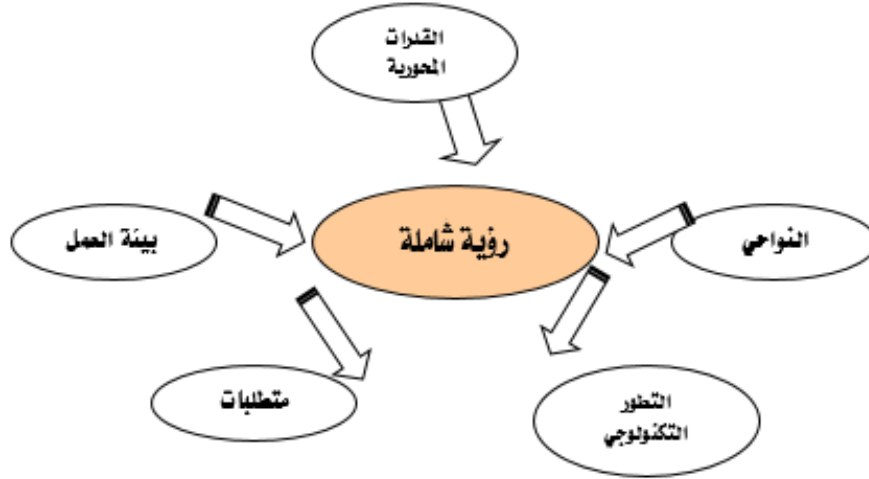 القدرات
المحورية
رؤية شاملة
النواحي
بيئة العمل
متطلبات
التطور
التكنولوجي